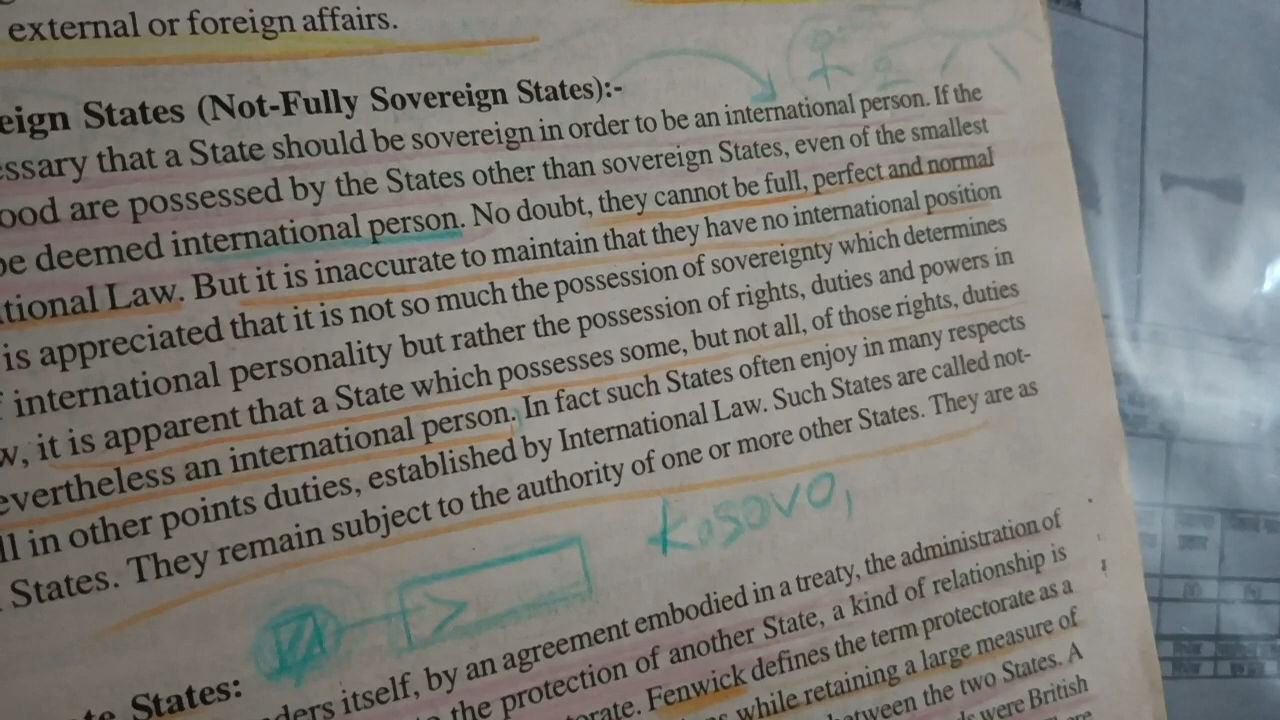 external or foreign affairs.
eign States (Not-Fully Sovereign States):-
ssary that a State should be sovereign in order to be an international person. If the
ood are possessed by the States other than sovereign States, even of the smallest
be deemed international person. No doubt, they cannot be full, perfect and normal
tional Law. But it is inaccurate to maintain that they have no international position
is appreciated that it is not so much the possession of sovereignty which determines
international personality but rather the possession of rights, duties and powers in
w, it is apparent that a State which possesses some, but not all, of those rights, duties
evertheless an international person. In fact such States often enjoy in many respects
ll in other points duties, established by International Law. Such States are called not-
States. They remain subject to the authority of one or more other States. They are as
Kosovo,
States:
ders itself, by an agreement embodied in a treaty, the administration of
the protection of another State, a kind of relationship is
orate. Fenwick defines the term protectorate as a
while retaining a large measure of
between the two States. A
were British